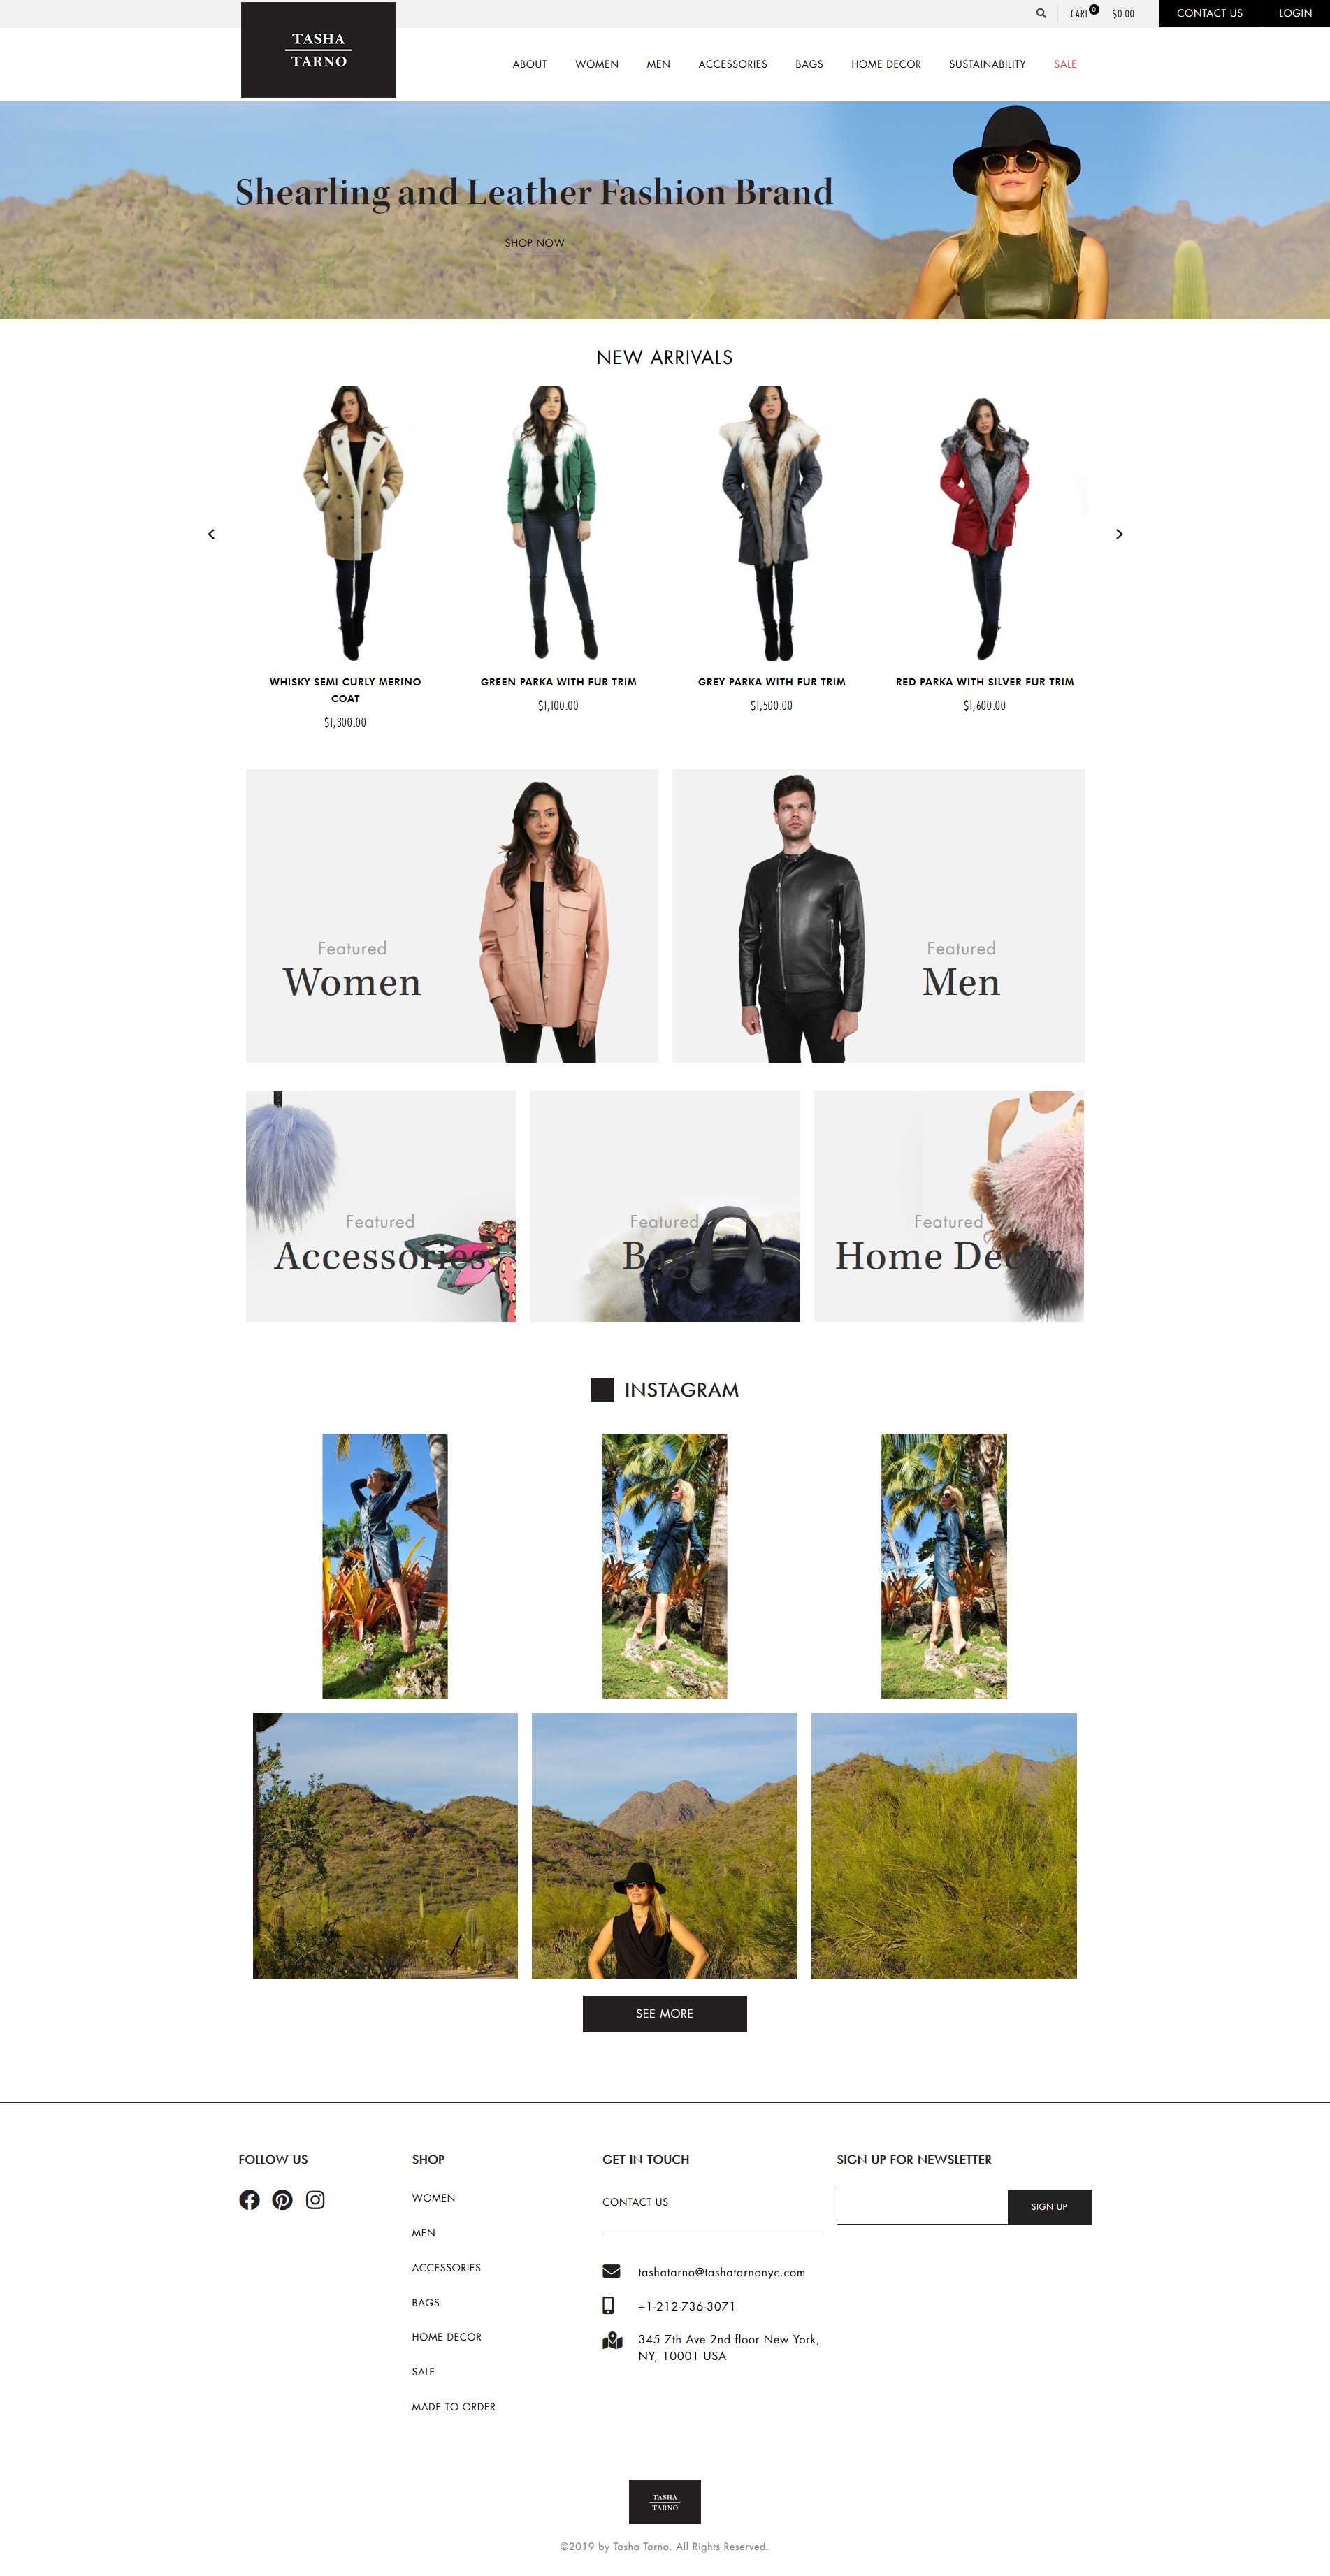 TASHA
TARNO
CART 0 $0.00
CONTACT US
LOGIN
ABOUT WOMEN MEN ACCESSORIES BAGS HOME DECOR SUSTAINABILITY SALE
Shearling and Leather Fashion Brand
SHOP NOW
NEW ARRIVALS
WHISKY SEMI CURLY MERINO
COAT
$1,300.00
GREEN PARKA WITH FUR TRIM
$1,100.00
GREY PARKA WITH FUR TRIM
$1,500.00
RED PARKA WITH SILVER FUR TRIM
$1,600.00
Featured
Women
Featured
Men
Featured
Accessories
Featured
Bags
Featured
Home Decor
INSTAGRAM
SEE MORE
FOLLOW US
SHOP
WOMEN
MEN
ACCESSORIES
BAGS
HOME DECOR
SALE
MADE TO ORDER
GET IN TOUCH
CONTACT US
tashatarno@tashatarnonyc.com
+1-212-736-3071
345 7th Ave 2nd floor New York,
NY, 10001 USA
SIGN UP FOR NEWSLETTER
SIGN UP
TASHA
TARNO
©2019 by Tasha Tarno. All Rights Reserved.